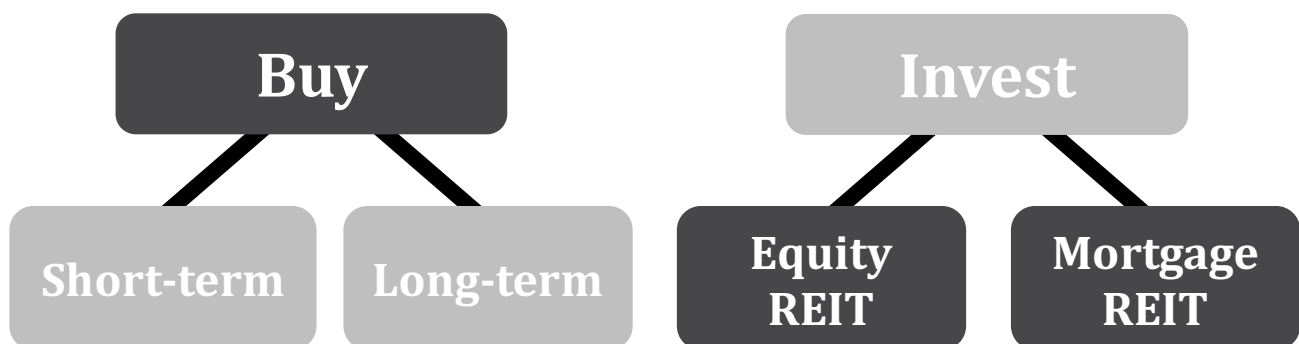 Buy
Invest
Short-term
Long-term
Equity
REIT
Mortgage
REIT